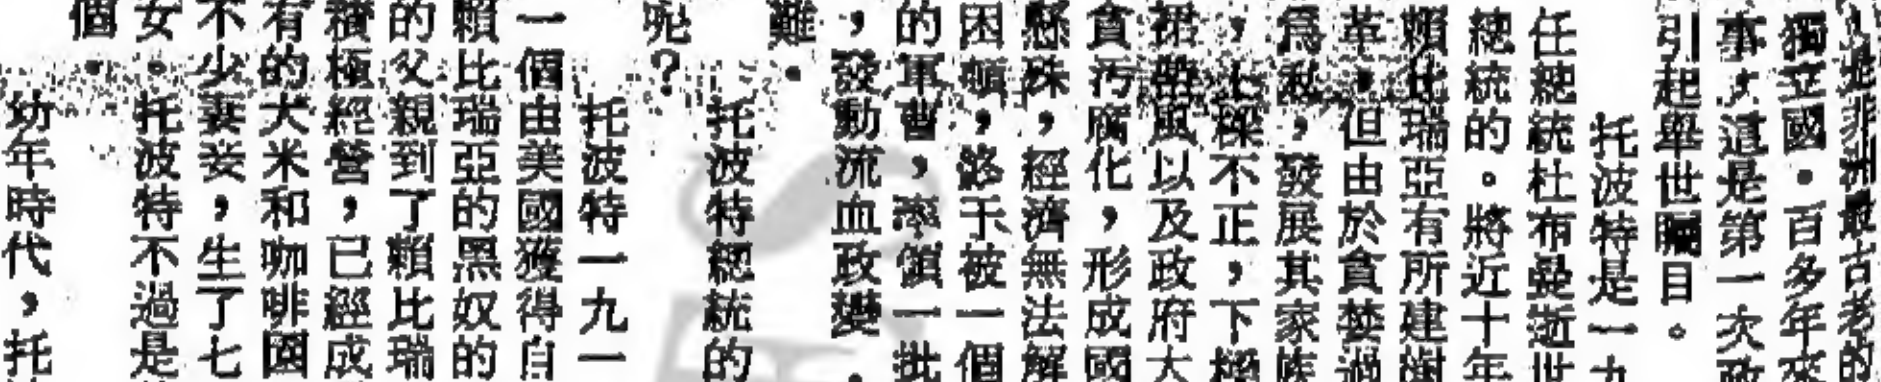 是非洲最古老的
獨立國。百多年來
事,這是第一次政
引起舉世矚目。
托波特是一九
任總統杜布曼逝世
總統的。將近十年
賴比瑞亞有所建樹
革,但由於貪婪過
爲私,發展其家族
,上樑不正,下樑
裙帶風以及政府大
貪污腐化,形成國
懸殊,經濟無法解
困頓,終于被一個
的軍曹,率領一批
,發動流血政變。
難。
托波特總統的
呢?
托波特一九一
一個由美國獲得自
賴比瑞亞的黑奴的
的父親到了賴比瑞
積極經營,已經成
有的大米和咖啡園
不少妻妾,生了七
女。托波特不過是
個。
幼年時代,托